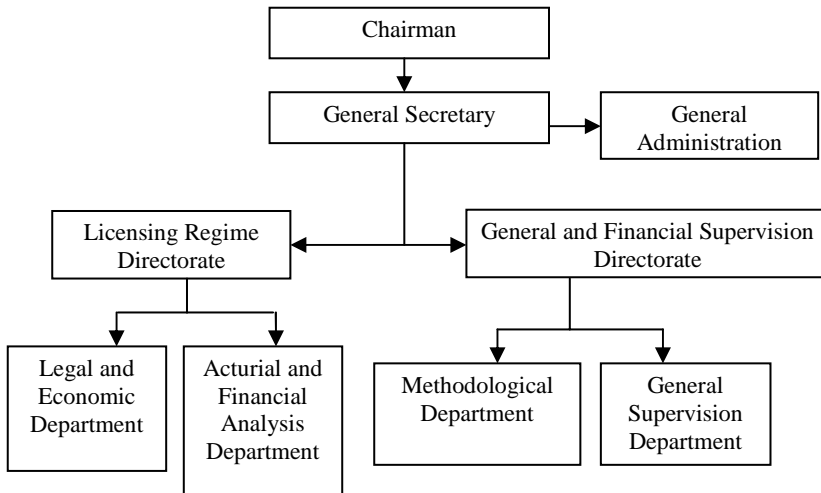 Chairman
General Secretary
General
Administration
Licensing Regime
Directorate
General and Financial Supervision
Directorate
Legal and
Economic
Department
Acturial and
Financial
Analysis
Department
Methodological
Department
General
Supervision
Department